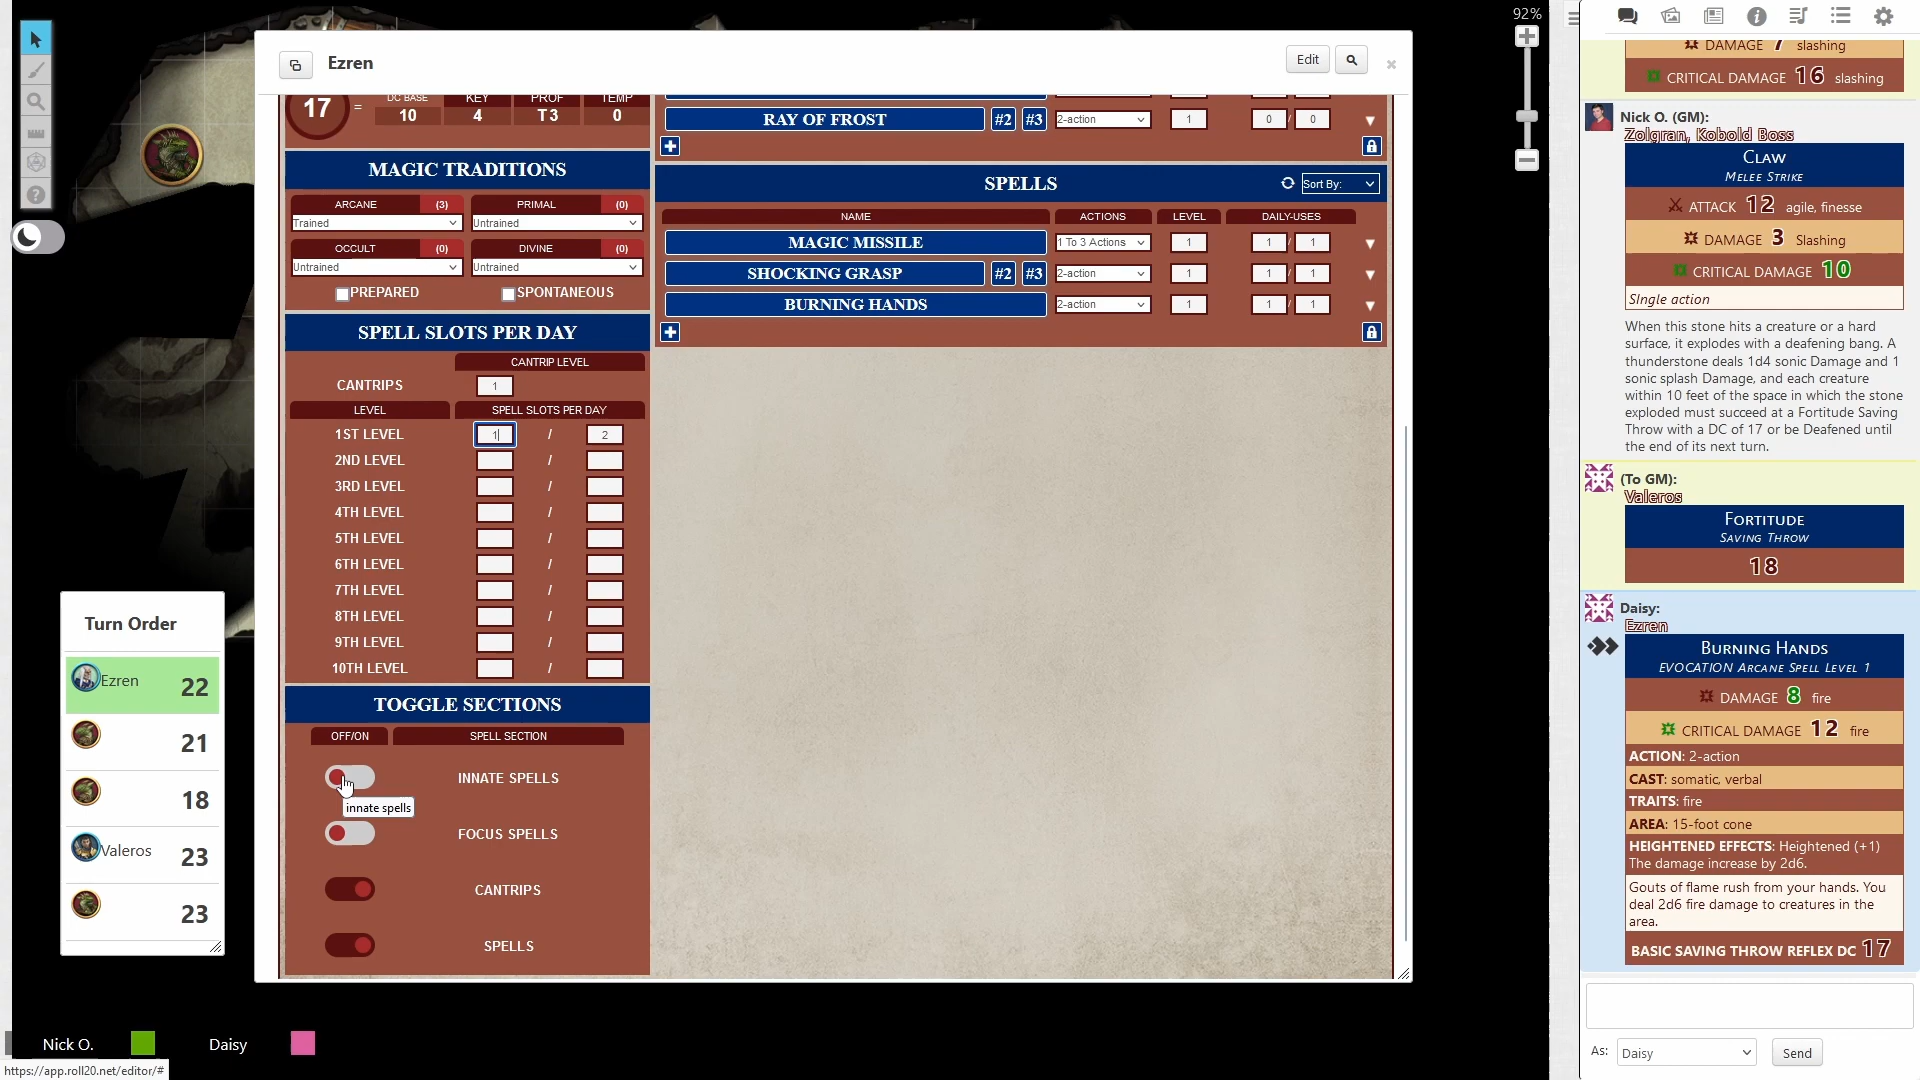 92%
Ezren
Edit
17
=
DC BASE
KEY
PROF
TEMP
10
4
T 3
0
MAGIC TRADITIONS
ARCANE (3)
PRIMAL (0)
Trained
Untrained
OCCULT (0)
DIVINE (0)
Untrained
Untrained
PREPARED
SPONTANEOUS
SPELL SLOTS PER DAY
CANTRIP LEVEL
CANTRIPS 1
LEVEL
SPELL SLOTS PER DAY
1ST LEVEL 1 / 2
2ND LEVEL /
3RD LEVEL /
4TH LEVEL /
5TH LEVEL /
6TH LEVEL /
7TH LEVEL /
8TH LEVEL /
9TH LEVEL /
10TH LEVEL /
TOGGLE SECTIONS
OFF/ON
SPELL SECTION
INNATE SPELLS
innate spells
FOCUS SPELLS
CANTRIPS
SPELLS
RAY OF FROST #2 #3 2-action 1 0 / 0
SPELLS
Sort By:
NAME ACTIONS LEVEL DAILY-USES
MAGIC MISSILE 1 To 3 Actions 1 1 / 1
SHOCKING GRASP #2 #3 2-action 1 1 / 1
BURNING HANDS 2-action 1 1 / 1
Turn Order
Ezren 22
21
18
Valeros 23
23
Nick O.
Daisy
https://app.roll20.net/editor/#
DAMAGE 7 slashing
CRITICAL DAMAGE 16 slashing
Nick O. (GM):
Zolgran, Kobold Boss
CLAW
MELEE STRIKE
ATTACK 12 agile, finesse
DAMAGE 3 Slashing
CRITICAL DAMAGE 10
SIngle action
When this stone hits a creature or a hard
surface, it explodes with a deafening bang. A
thunderstone deals 1d4 sonic Damage and 1
sonic splash Damage, and each creature
within 10 feet of the space in which the stone
exploded must succeed at a Fortitude Saving
Throw with a DC of 17 or be Deafened until
the end of its next turn.
(To GM):
Valeros
FORTITUDE
SAVING THROW
18
Daisy:
Ezren
BURNING HANDS
EVOCATION ARCANE SPELL LEVEL 1
DAMAGE 8 fire
CRITICAL DAMAGE 12 fire
ACTION: 2-action
CAST: somatic, verbal
TRAITS: fire
AREA: 15-foot cone
HEIGHTENED EFFECTS: Heightened (+1)
The damage increase by 2d6.
Gouts of flame rush from your hands. You
deal 2d6 fire damage to creatures in the
area.
BASIC SAVING THROW REFLEX DC 17
As: Daisy
Send